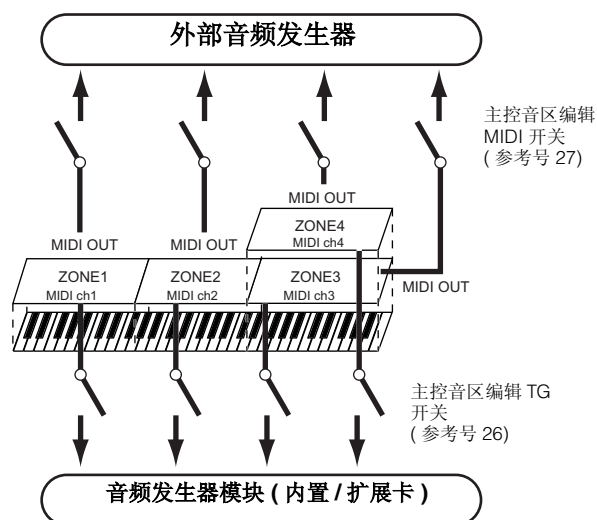 外部音频发生器
主控音区编辑
MIDI 开关
( 参考号 27)
MIDI OUT
ZONE4
MIDI ch4
MIDI OUT
MIDI OUT
ZONE1
MIDI ch1
ZONE2
MIDI ch2
ZONE3
MIDI ch3
MIDI OUT
主控音区编辑 TG
开关
( 参考号 26)
音频发生器模块 ( 内置 / 扩展卡 )